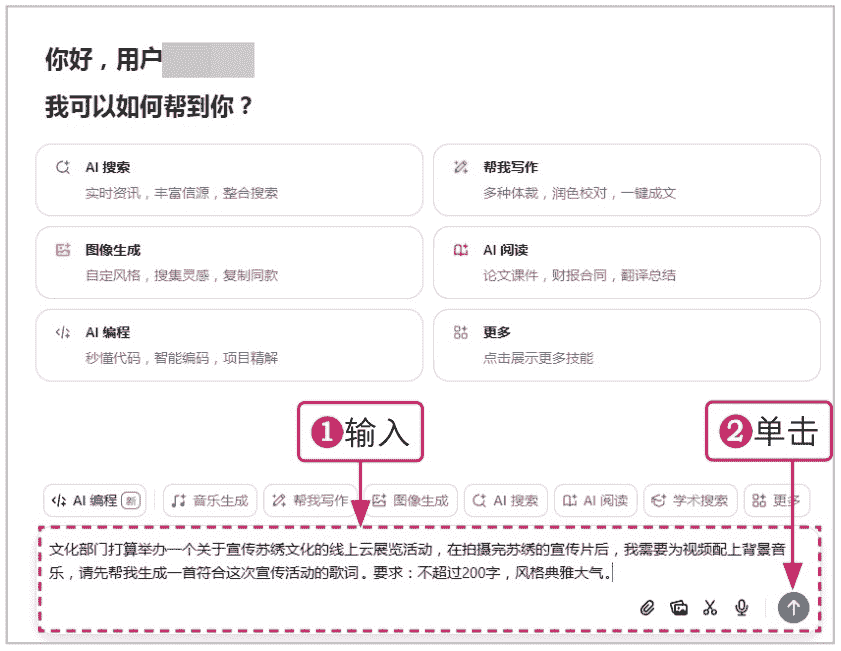 你好，用户
我可以如何帮到你？
AI 搜索
实时资讯，丰富信源，整合搜索
帮我写作
多种体裁，润色校对，一键成文
图像生成
自定风格，搜集灵感，复制同款
AI 阅读
论文课件，财报合同，翻译总结
AI 编程
秒懂代码，智能编码，项目精解
更多
点击展示更多技能
1 输入
2 单击
AI 编程 新 音乐生成 帮我写作 图像生成 AI 搜索 AI 阅读 学术搜索 更多
文化部门打算举办一个关于宣传苏绣文化的线上云展览活动，在拍摄完苏绣的宣传片后，我需要为视频配上背景音
乐，请先帮我生成一首符合这次宣传活动的歌词。要求：不超过200字，风格典雅大气。